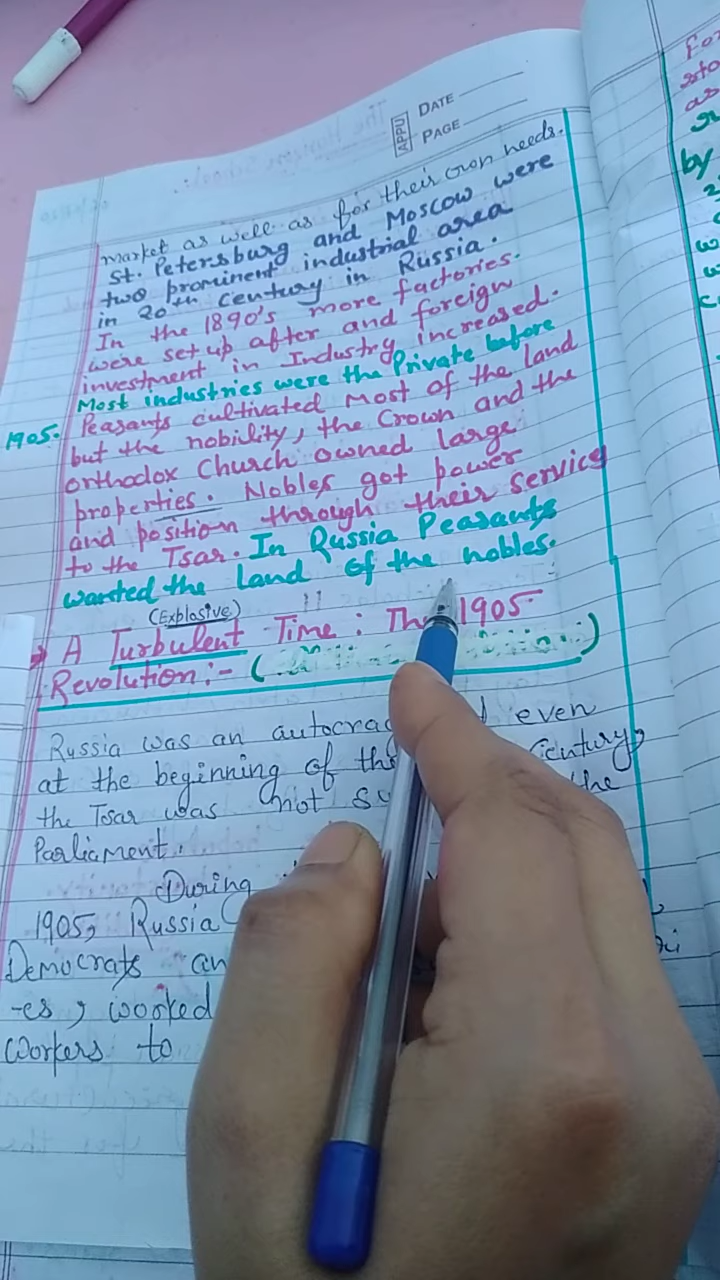 APPU
DATE
PAGE
market as well as for their own needs.
St. Petersburg and Moscow were
two prominent industrial area
in 20th Century in Russia.
In the 1890's more factories.
were set up after and foreign
investment in Industry increased.
Most industries were the Private before
1905. Peasants cultivated most of the land
but the nobility, the Crown and the
orthodox Church owned large
properties. Nobles got power
and position through their service
to the Tsar. In Russia Peasants
wanted the Land of the nobles.
(Explosive)
A Turbulent Time: The 1905
Revolution:-
Russia was an even
at the beginning of Century,
the Tsar was not the
Parliament.
During
1905, Russia
Democrats an
-es, worked
workers to
by